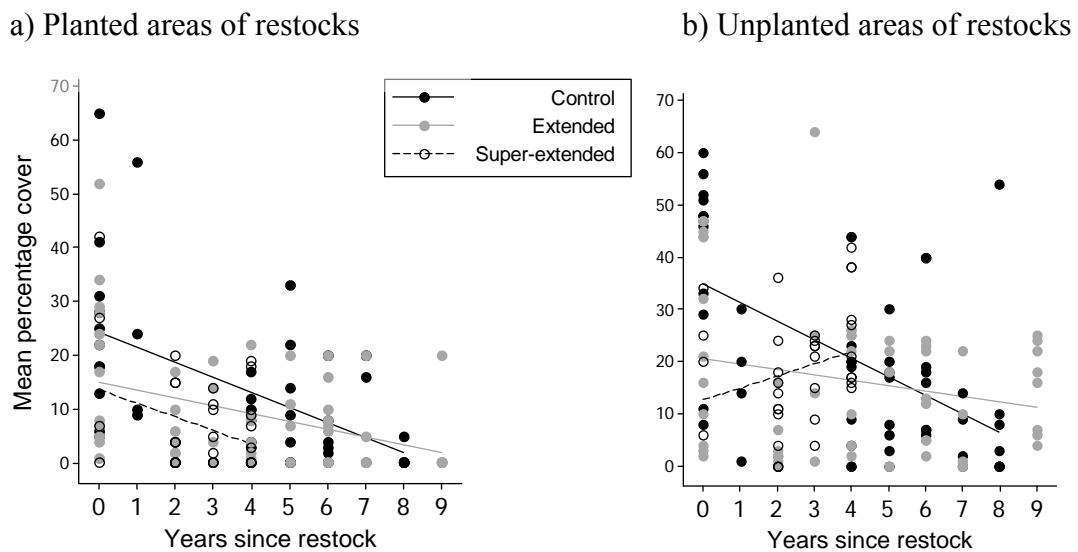 a) Planted areas of restocks
b) Unplanted areas of restocks
Control
Extended
Super-extended
Mean percentage cover
70
60
50
40
30
20
10
0
0 1 2 3 4 5 6 7 8 9
Years since restock
70
60
50
40
30
20
10
0
0 1 2 3 4 5 6 7 8 9
Years since restock